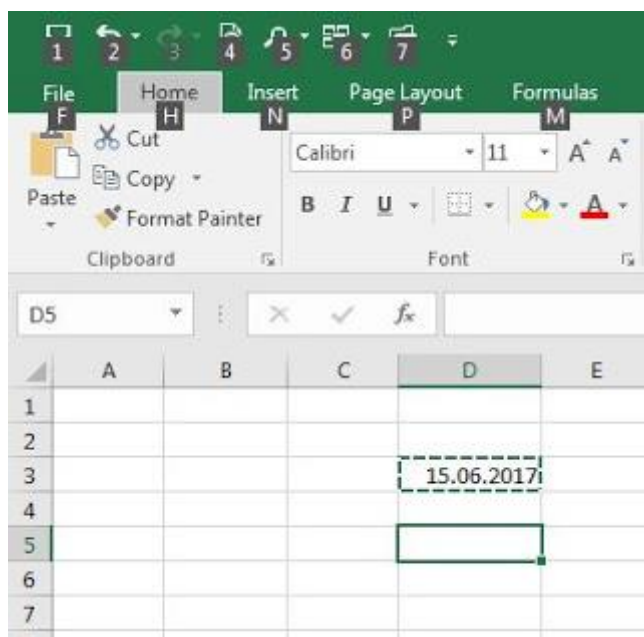 1 2 3 4 5 6 7
File Home Insert Page Layout Formulas
F H N P M
Cut
Calibri 11 A A
Copy
Paste
Format Painter
B I U A
Clipboard Font
D5 fx
A B C D E
1
2
3 15.06.2017
4
5
6
7